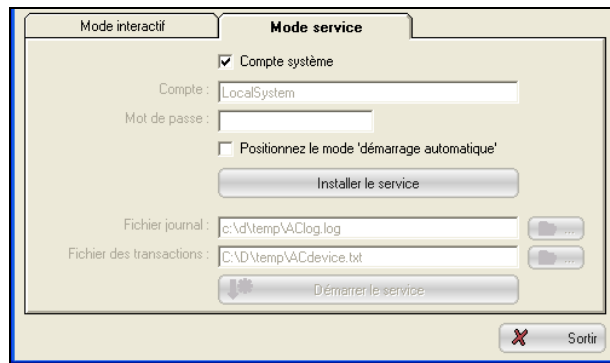 Mode interactif
Mode service
Compte système
Compte :
LocalSystem
Mot de passe :
Positionnez le mode 'démarrage automatique'
Installer le service
Fichier journal :
c:\d\temp\AClog.log
...
Fichier des transactions :
C:\D\temp\ACdevice.txt
...
Démarrer le service
Sortir